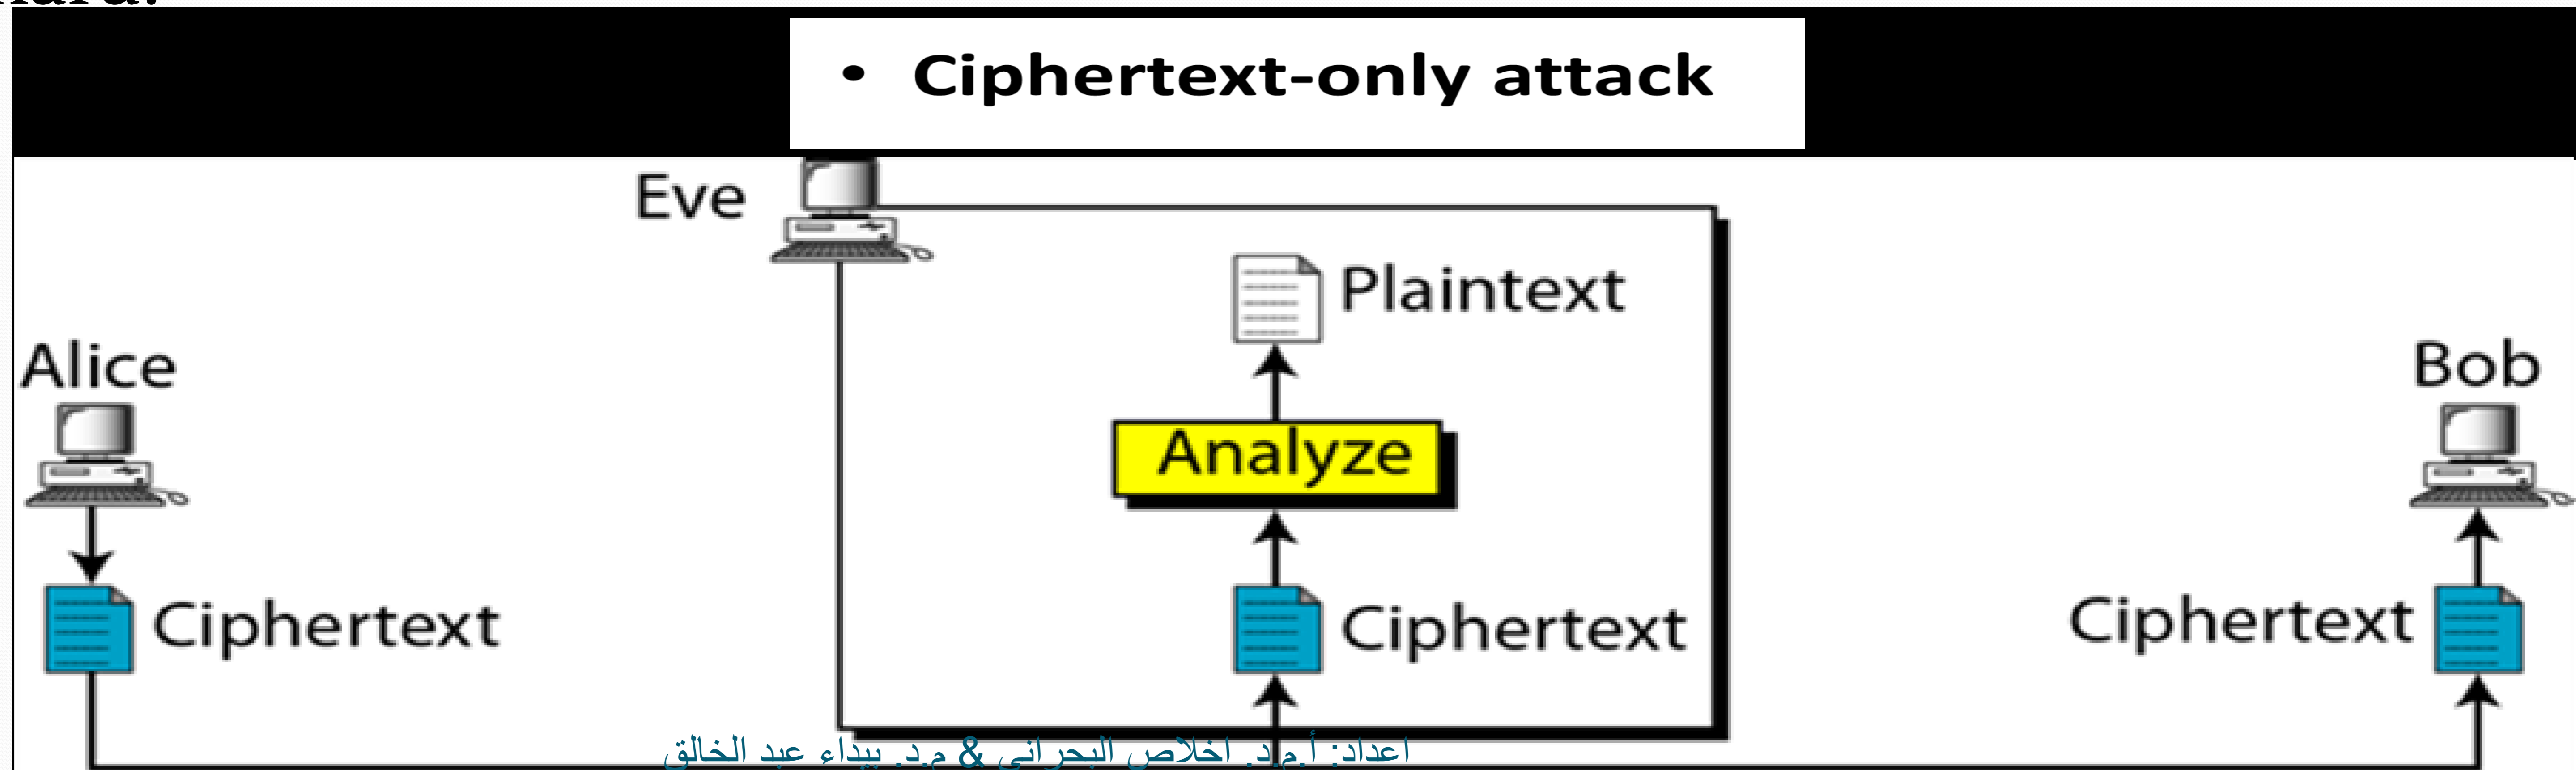 • Ciphertext-only attack
Eve
Plaintext
Alice
Bob
Analyze
Ciphertext
Ciphertext
Ciphertext
اعداد: أ.م.د. اخلاص البحراني & م.د. بيداء عبد الخالق